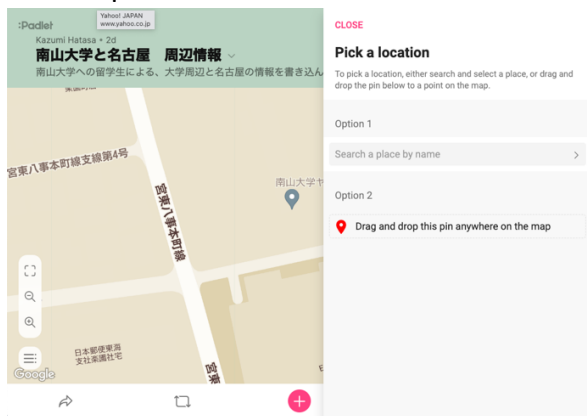 :Padlet
Yahoo! JAPAN
www.yahoo.co.jp
Kazumi Hatasa • 2d
南山大学と名古屋 周辺情報
南山大学への留学生による、大学周辺と名古屋の情報を書き込ん
宮東八事本町線支線第4号
宮東八事本町線
南山大学ヤ
日本郵便東海
支社楽園社宅
宮東
Google
CLOSE
Pick a location
To pick a location, either search and select a place, or drag and
drop the pin below to a point on the map.
Option 1
Search a place by name
Option 2
Drag and drop this pin anywhere on the map